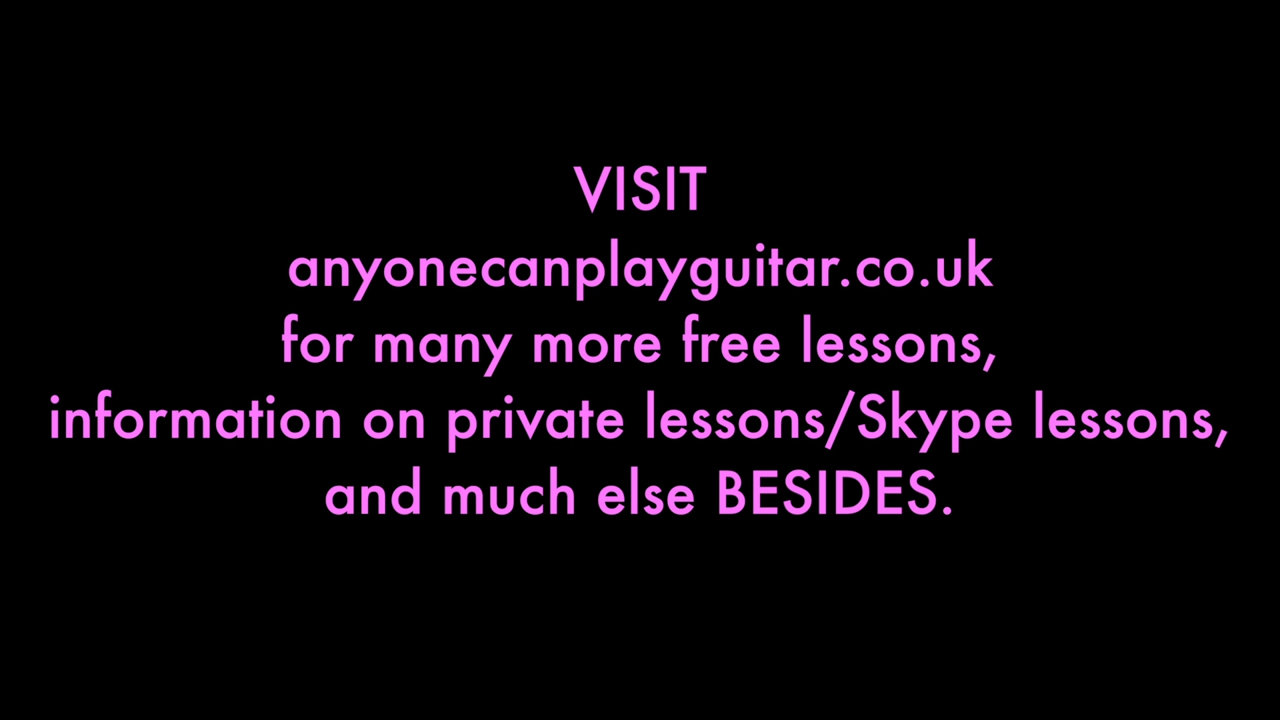 VISIT
anyonecanplayguitar.co.uk
for many more free lessons,
information on private lessons/Skype lessons,
and much else BESIDES.